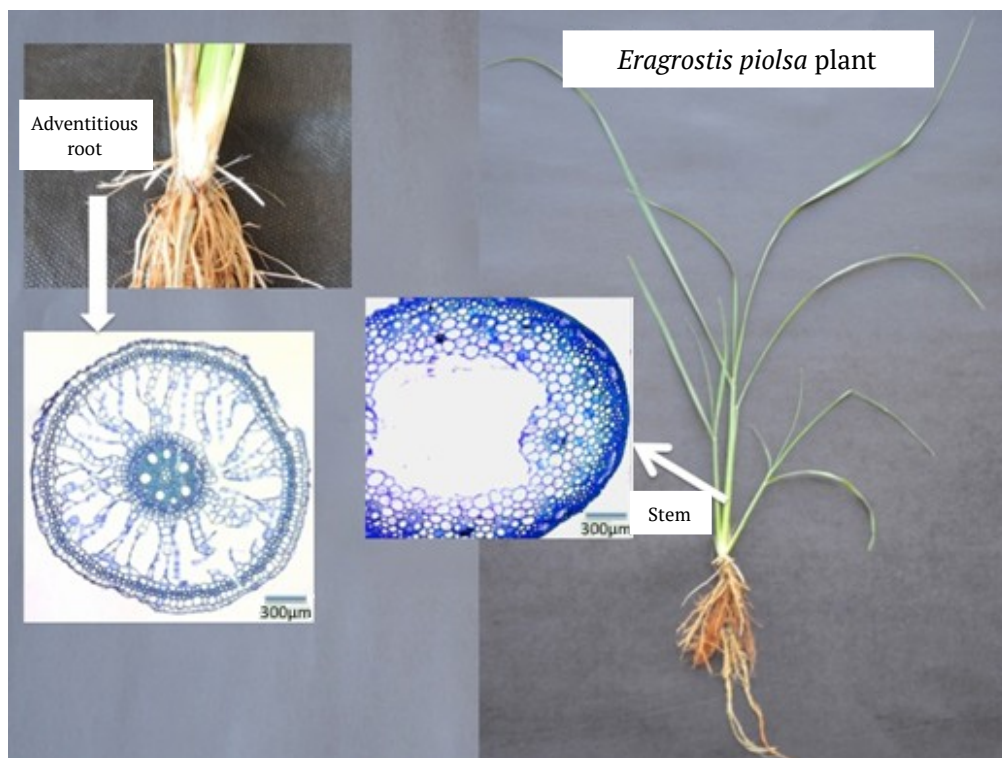 Eragrostis piolsa plant
Adventitious
root
Stem
300μm
300μm